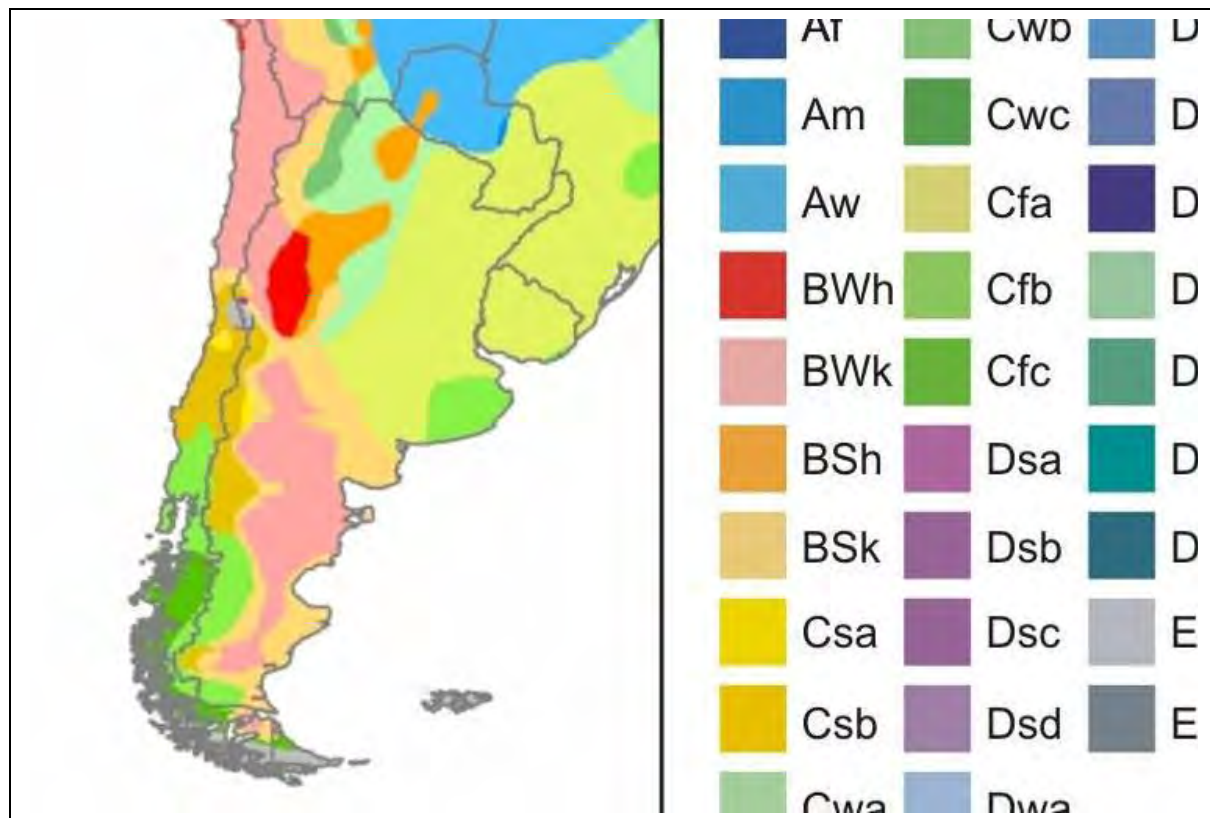 Af Cwb D
Am Cwc D
Aw Cfa D
BWh Cfb D
BWk Cfc D
BSh Dsa D
BSk Dsb D
Csa Dsc E
Csb Dsd E
Cwa Dwa